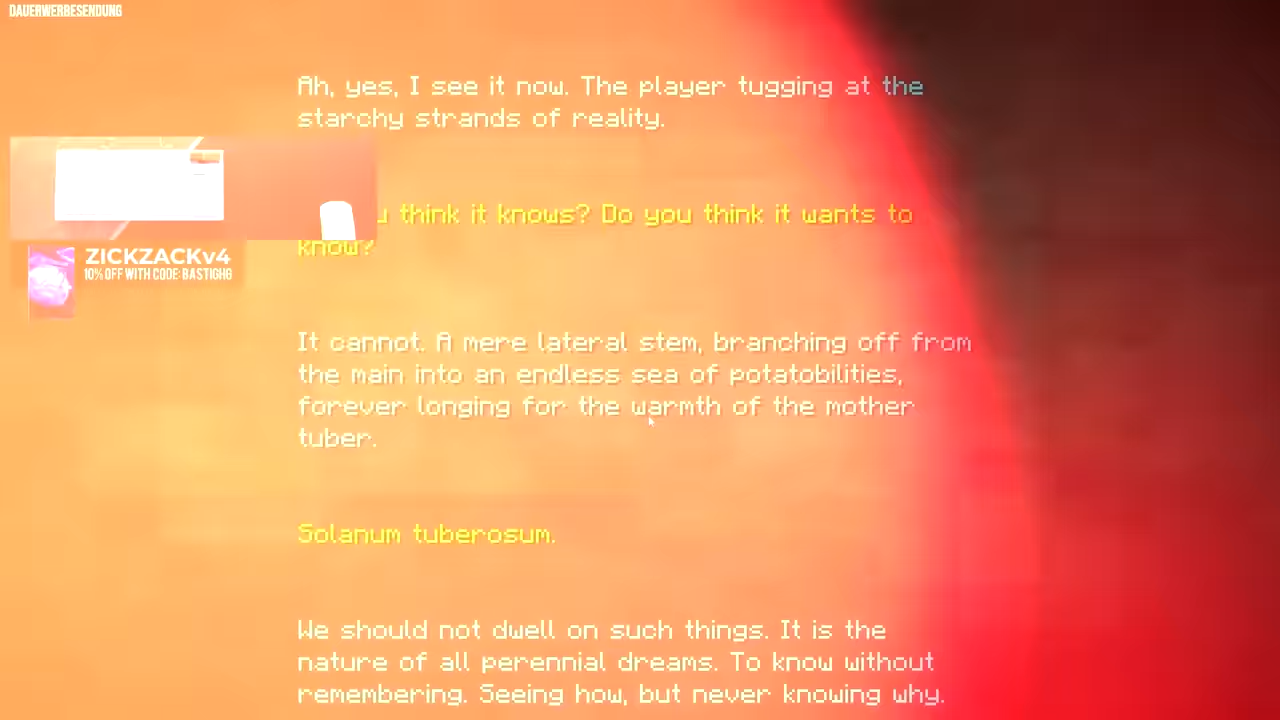 DAUERWERBESENDUNG
Ah, yes, I see it now. The player tugging at the
starchy strands of reality.
think it knows? Do you think it wants to
know?
ZICKZACKv4
10% OFF WITH CODE: BASTIGHG
It cannot. A mere lateral stem, branching off from
the main into an endless sea of potatobilities,
forever longing for the warmth of the mother
tuber.
Solanum tuberosum.
We should not dwell on such things. It is the
nature of all perennial dreams. To know without
remembering. Seeing how, but never knowing why.